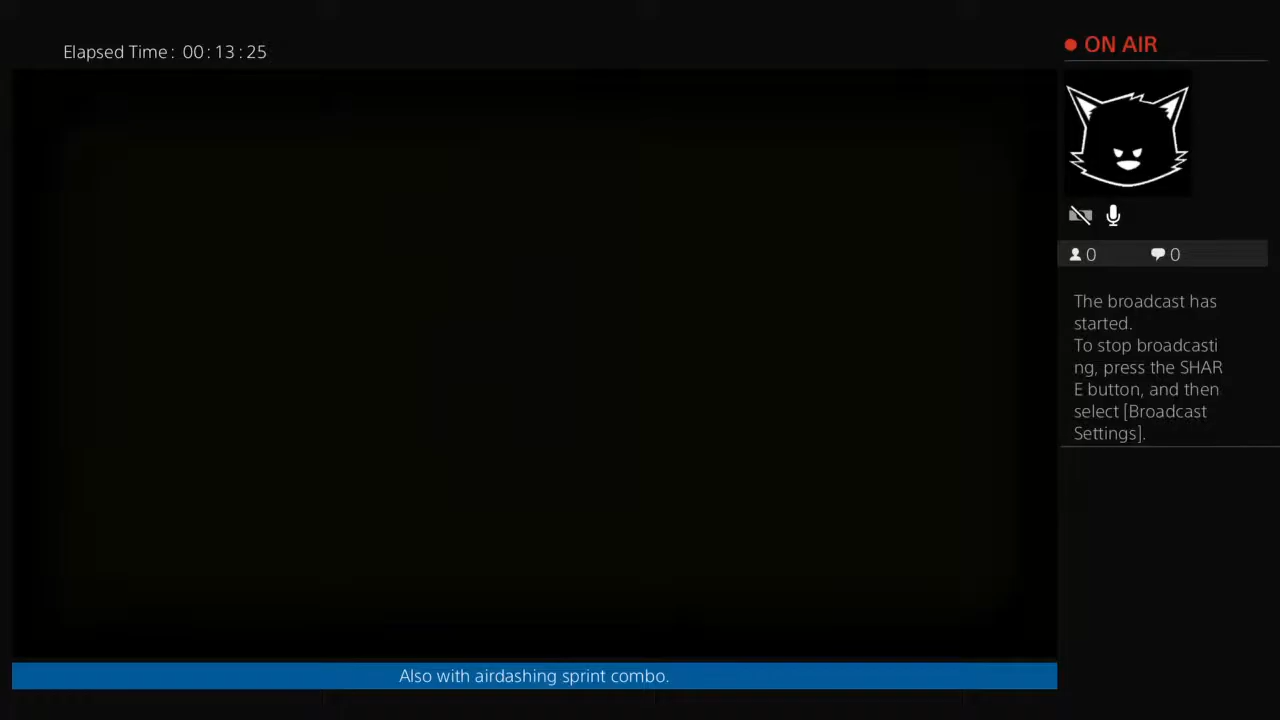 Elapsed Time: 00:13:25
ON AIR
0 0
The broadcast has
started.
To stop broadcasti
ng, press the SHAR
E button, and then
select [Broadcast
Settings].
Also with airdashing sprint combo.